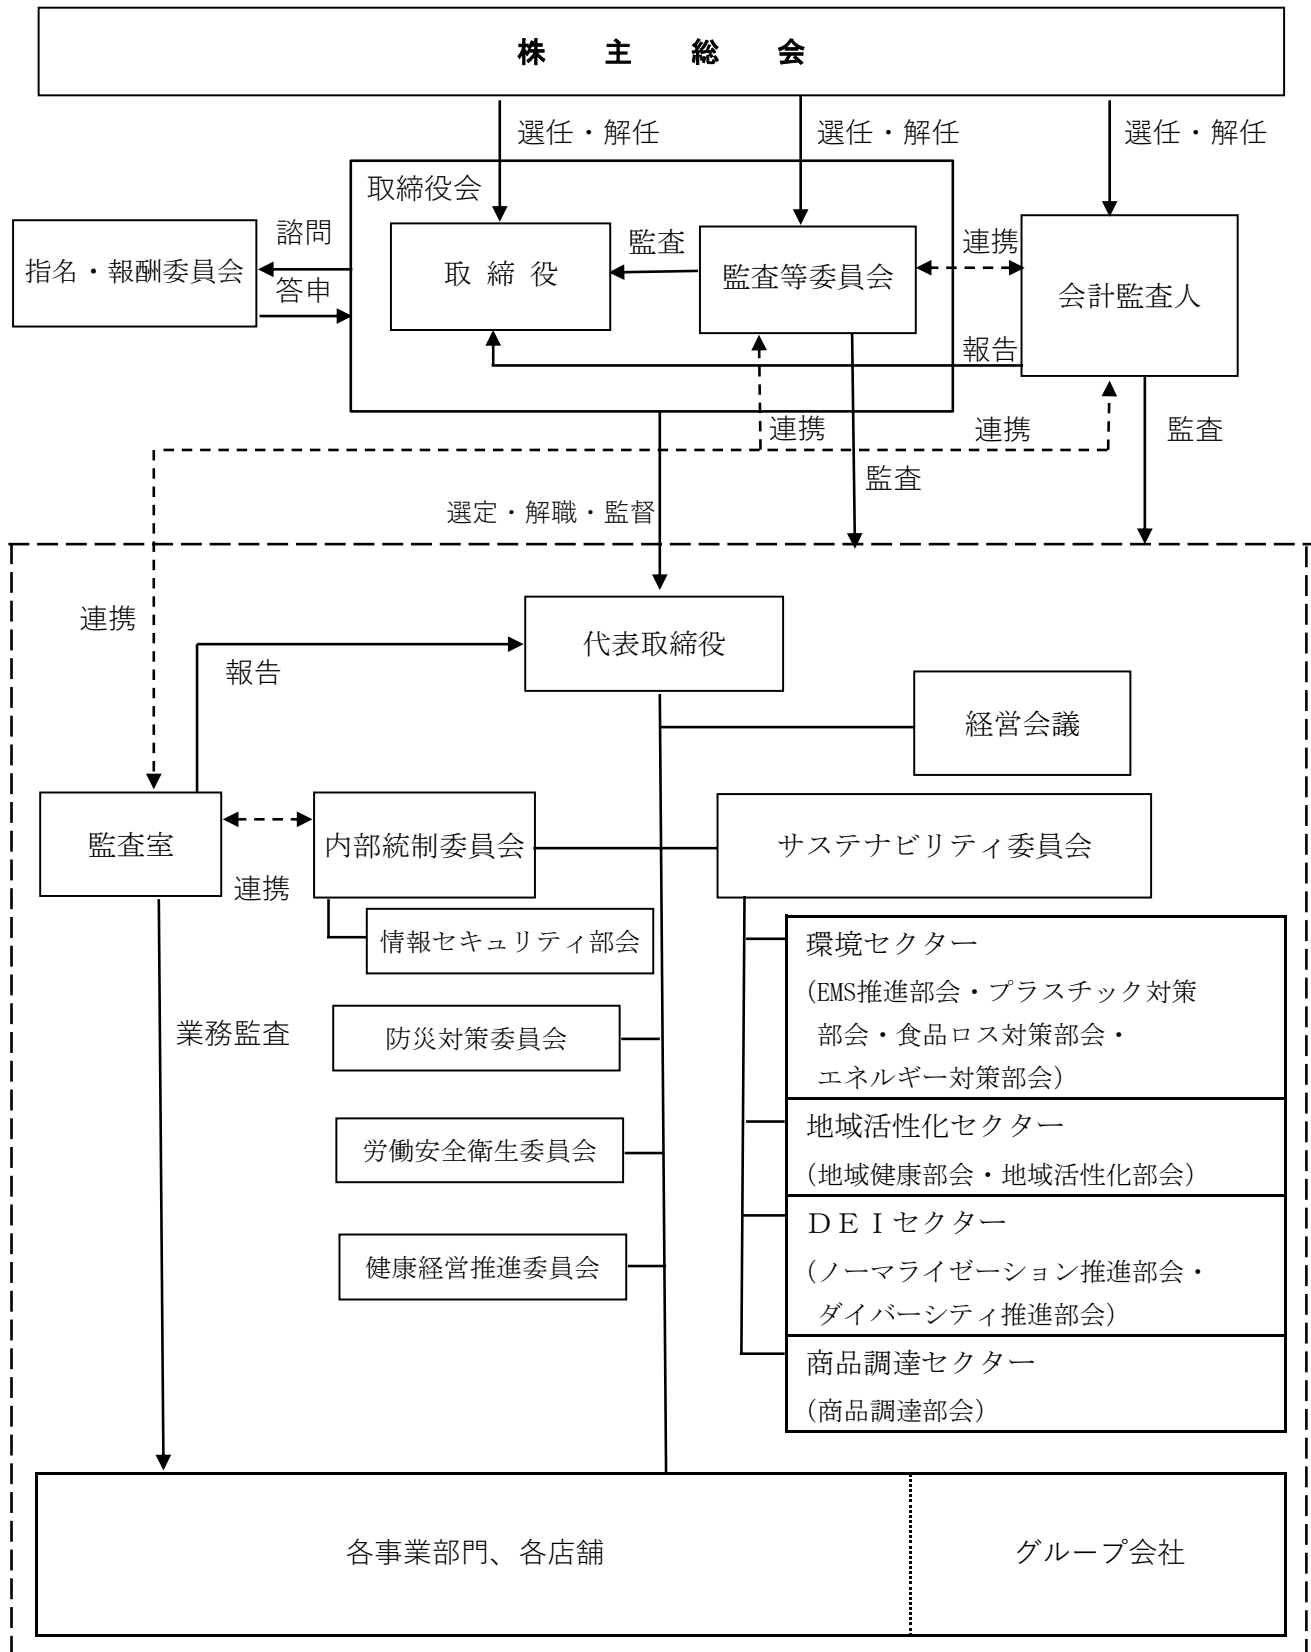 株 主 総 会
選任・解任
選任・解任
選任・解任
取締役会
指名・報酬委員会
諮問
答申
取 締 役
監査
監査等委員会
連携
会計監査人
報告
連携
連携
監査
監査
選定・解職・監督
連携
代表取締役
報告
経営会議
監査室
連携
内部統制委員会
サステナビリティ委員会
情報セキュリティ部会
業務監査
防災対策委員会
労働安全衛生委員会
健康経営推進委員会
環境セクター
(EMS推進部会・プラスチック対策
部会・食品ロス対策部会・
エネルギー対策部会)
地域活性化セクター
(地域健康部会・地域活性化部会)
ＤＥＩセクター
(ノーマライゼーション推進部会・
ダイバーシティ推進部会)
商品調達セクター
(商品調達部会)
各事業部門、各店舗
グループ会社